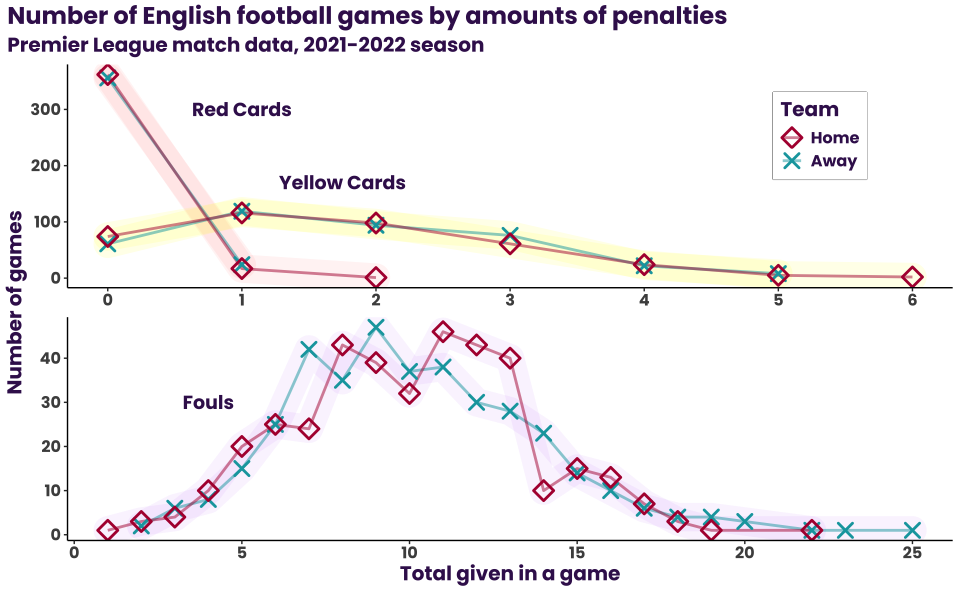 Number of English football games by amounts of penalties
Premier League match data, 2021-2022 season
Number of games
300
200
100
0
Red Cards
Yellow Cards
Team
Home
Away
0 1 2 3 4 5 6
40
30
20
10
0
Fouls
0 5 10 15 20 25
Total given in a game